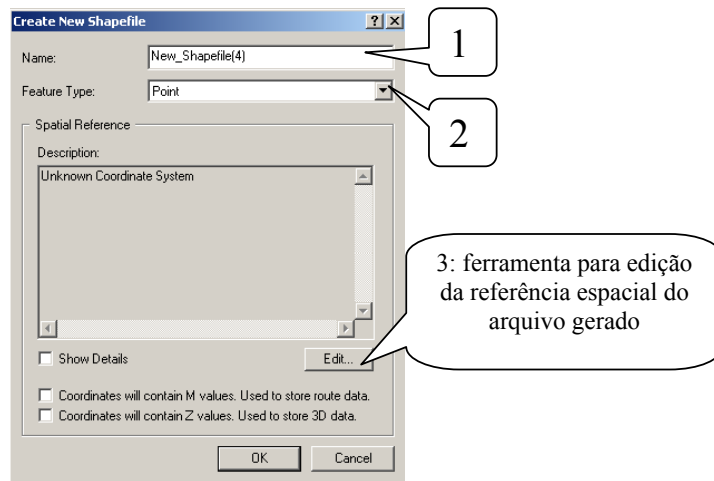 Create New Shapefile
1
Name:
New_Shapefile(4)
Feature Type:
Point
2
Spatial Reference
Description:
Unknown Coordinate System
3: ferramenta para edição
da referência espacial do
arquivo gerado
Show Details
Edit...
Coordinates will contain M values. Used to store route data.
Coordinates will contain Z values. Used to store 3D data.
OK
Cancel